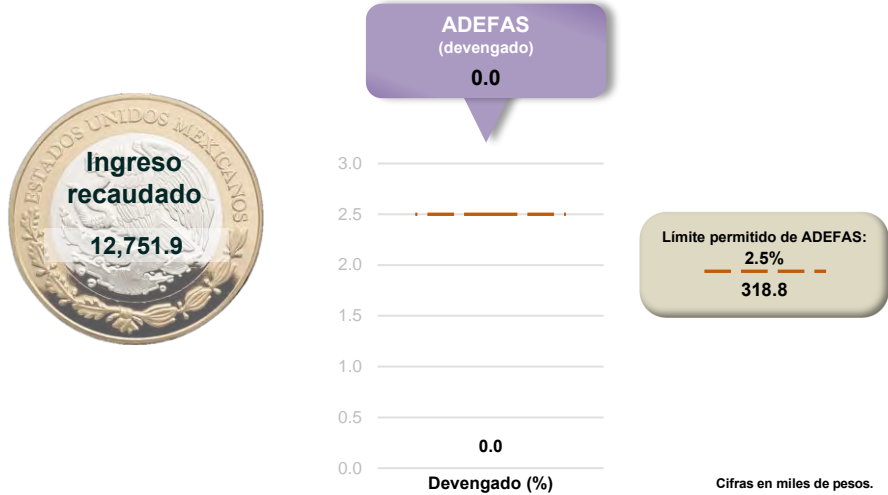 ADEFAS
(devengado)
0.0
ESTADOS UNIDOS MEXICANOS
Ingreso
recaudado
12,751.9
3.0
2.5
2.0
1.5
1.0
0.5
0.0
0.0
Devengado (%)
Límite permitido de ADEFAS:
2.5%
318.8
Cifras en miles de pesos.